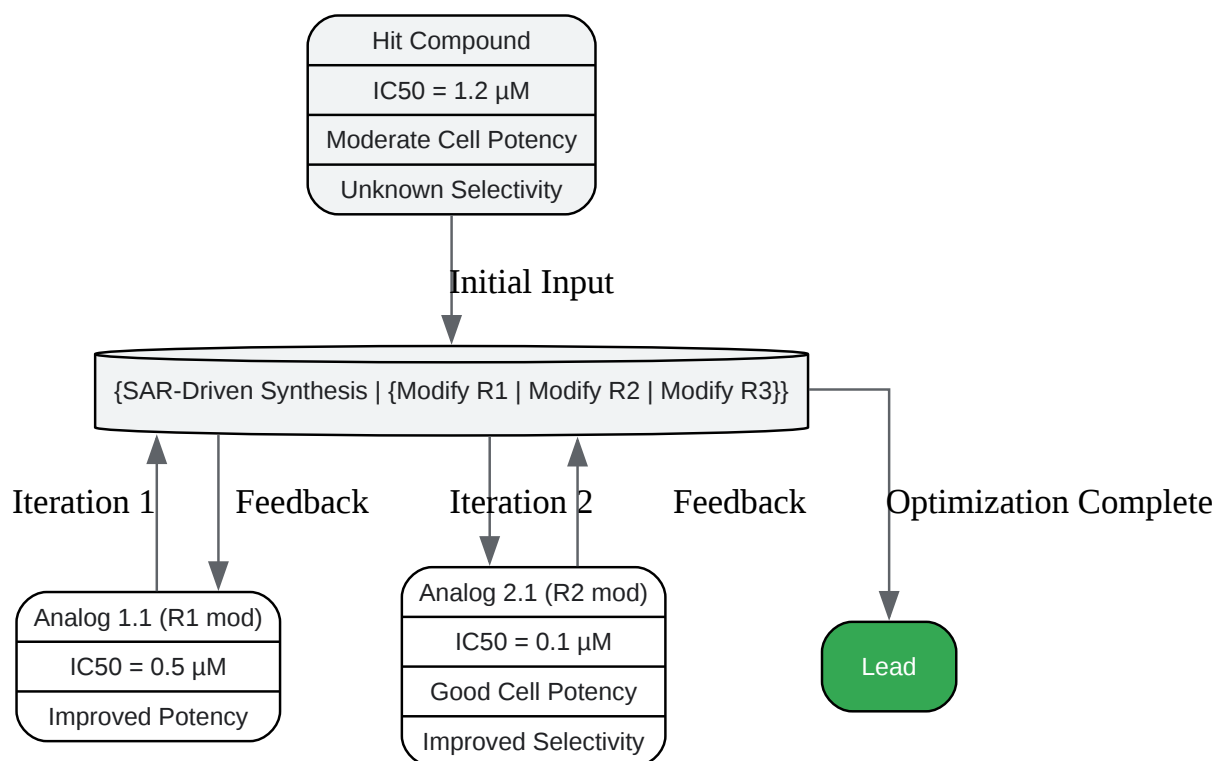 Hit Compound
IC50 = 1.2 µM
Moderate Cell Potency
Unknown Selectivity
Initial Input
{SAR-Driven Synthesis | {Modify R1 | Modify R2 | Modify R3}}
Iteration 1
Feedback
Iteration 2
Feedback
Optimization Complete
Analog 1.1 (R1 mod)
IC50 = 0.5 µM
Improved Potency
Analog 2.1 (R2 mod)
IC50 = 0.1 µM
Good Cell Potency
Improved Selectivity
Lead